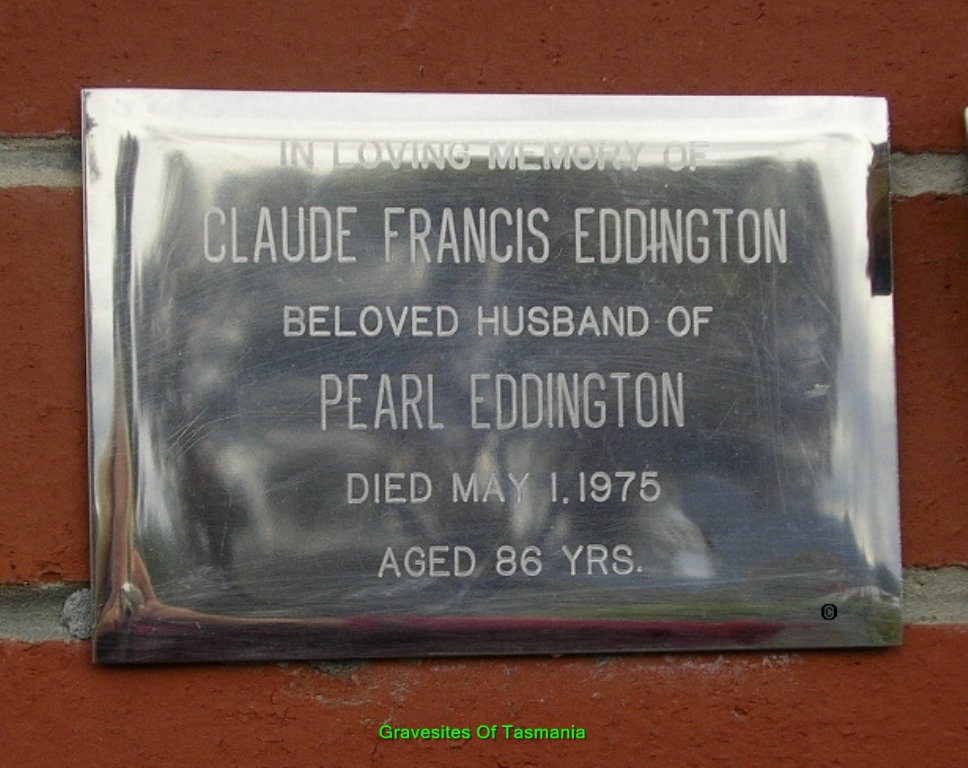 IN LOVING MEMORY OF
CLAUDE FRANCIS EDDINGTON
BELOVED HUSBAND OF
PEARL EDDINGTON
DIED MAY 1, 1975
AGED 86 YRS.
©
Gravesites Of Tasmania